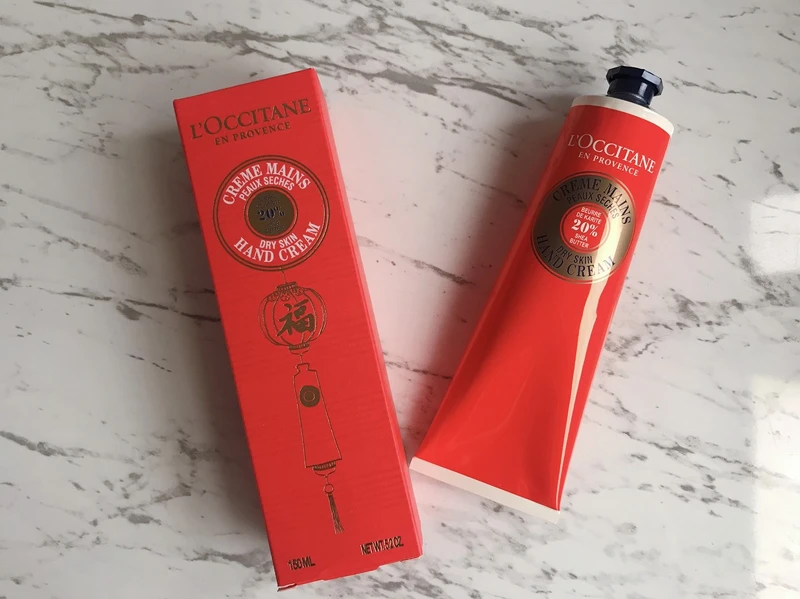 L'OCCITANE
EN PROVENCE
CREME MAINS
PEAUX SECHES
20%
DRY SKIN
HAND CREAM
福
150 ML
NET WT. 5.2 OZ.
L'OCCITANE
EN PROVENCE
CREME MAINS
PEAUX SECHES
BEURRE
DE KARITE
20%
SHEA
BUTTER
DRY SKIN
HAND CREAM